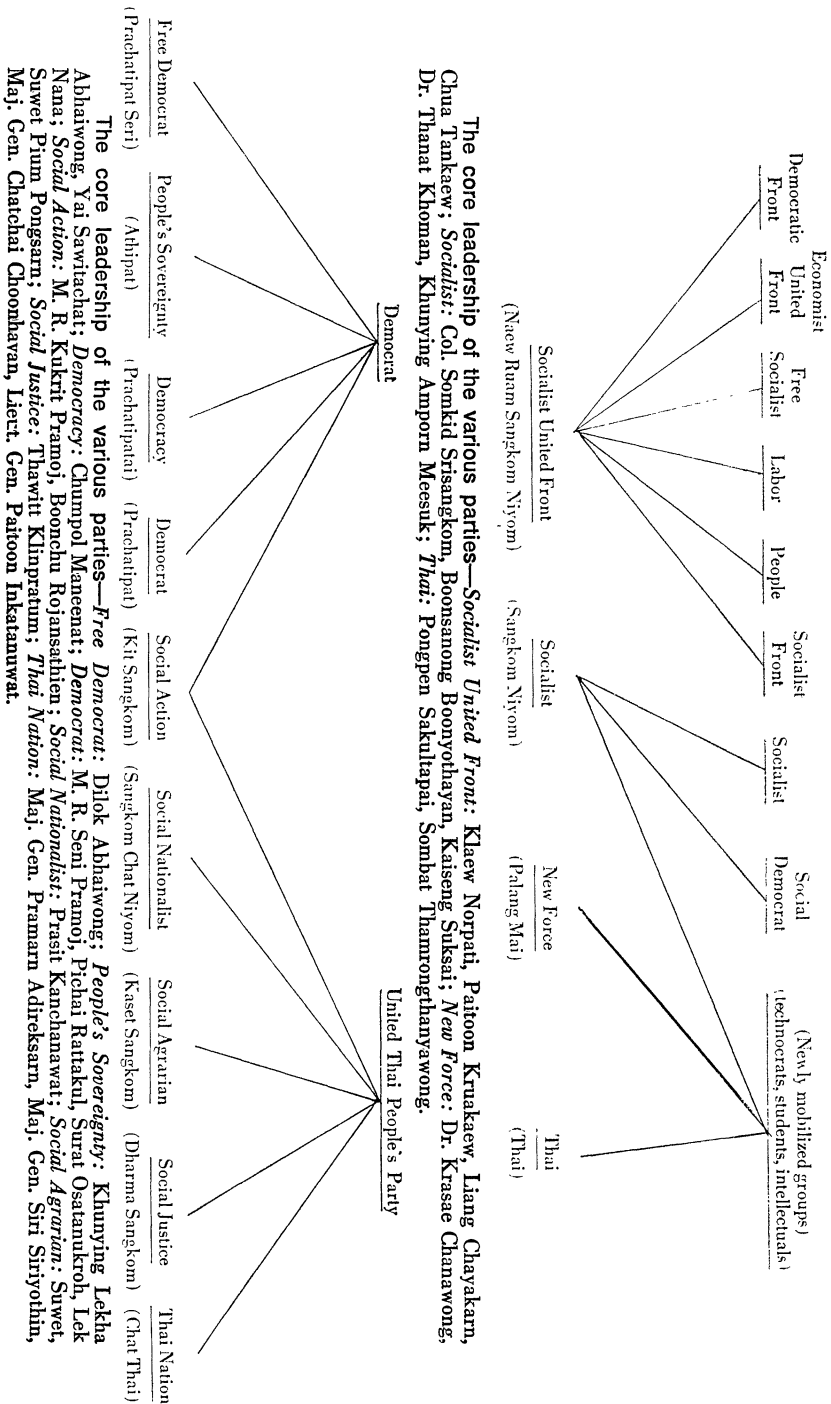 Economist
Democratic United Free Socialist Social (Newly mobilized groups)
Front Front Socialist Labor People Front Socialist Democrat (technocrats, students, intellectuals)
Socialist United Front Socialist New Force Thai
(Naew Ruam Sangkom Niyom) (Sangkom Niyom) (Palang Mai) (Thai)
The core leadership of the various parties—Socialist United Front: Klaew Norpati, Paitoon Kruakaew, Liang Chayakarn,
Chua Tankaew; Socialist: Col. Somkid Srisangkom, Boonsanong Boonyothayan, Kaiseng Suksai; New Force: Dr. Krasae Chanawong,
Dr. Thanat Khoman, Khunying Amporn Meesuk; Thai: Pongpen Sakultapai, Sombat Thamrongthanyawong.
Democrat United Thai People's Party
Free Democrat People's Sovereignty Democracy Democrat Social Action Social Nationalist Social Agrarian Social Justice Thai Nation
(Prachatipat Seri) (Athipat) (Prachatipatai) (Prachatipat) (Kit Sangkom) (Sangkom Chat Niyom) (Kaset Sangkom) (Dharma Sangkom) (Chat Thai)
The core leadership of the various parties—Free Democrat: Dilok Abhaiwong; People's Sovereignty: Khunying Lekha
Abhaiwong, Yai Sawitachat; Democracy: Chumpol Maneenat; Democrat: M. R. Seni Pramoj, Pichai Rattakul, Surat Osatanukroh, Lek
Nana; Social Action: M. R. Kukrit Pramoj, Boonchu Rojansathien; Social Nationalist: Prasit Kanchanawat; Social Agrarian: Suwet,
Suwet Pium Pongsarn; Social Justice: Thawitt Klinpratum; Thai Nation: Maj. Gen. Pramarn Adireksarn, Maj. Gen. Siri Siriyothin,
Maj. Gen. Chatchai Choonhavan, Lieut. Gen. Paitoon Inkatanuwat.